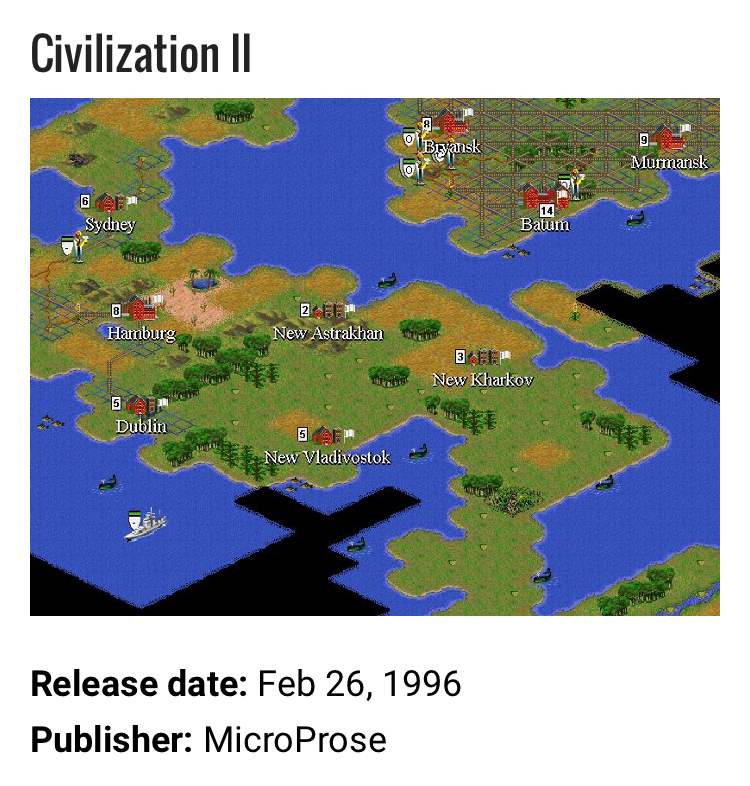 Civilization II
8
Bryansk
9
Murmansk
6
Sydney
14
Batum
8
Hamburg
2
New Astrakhan
3
New Kharkov
5
Dublin
5
New Vladivostok
Release date: Feb 26, 1996
Publisher: MicroProse